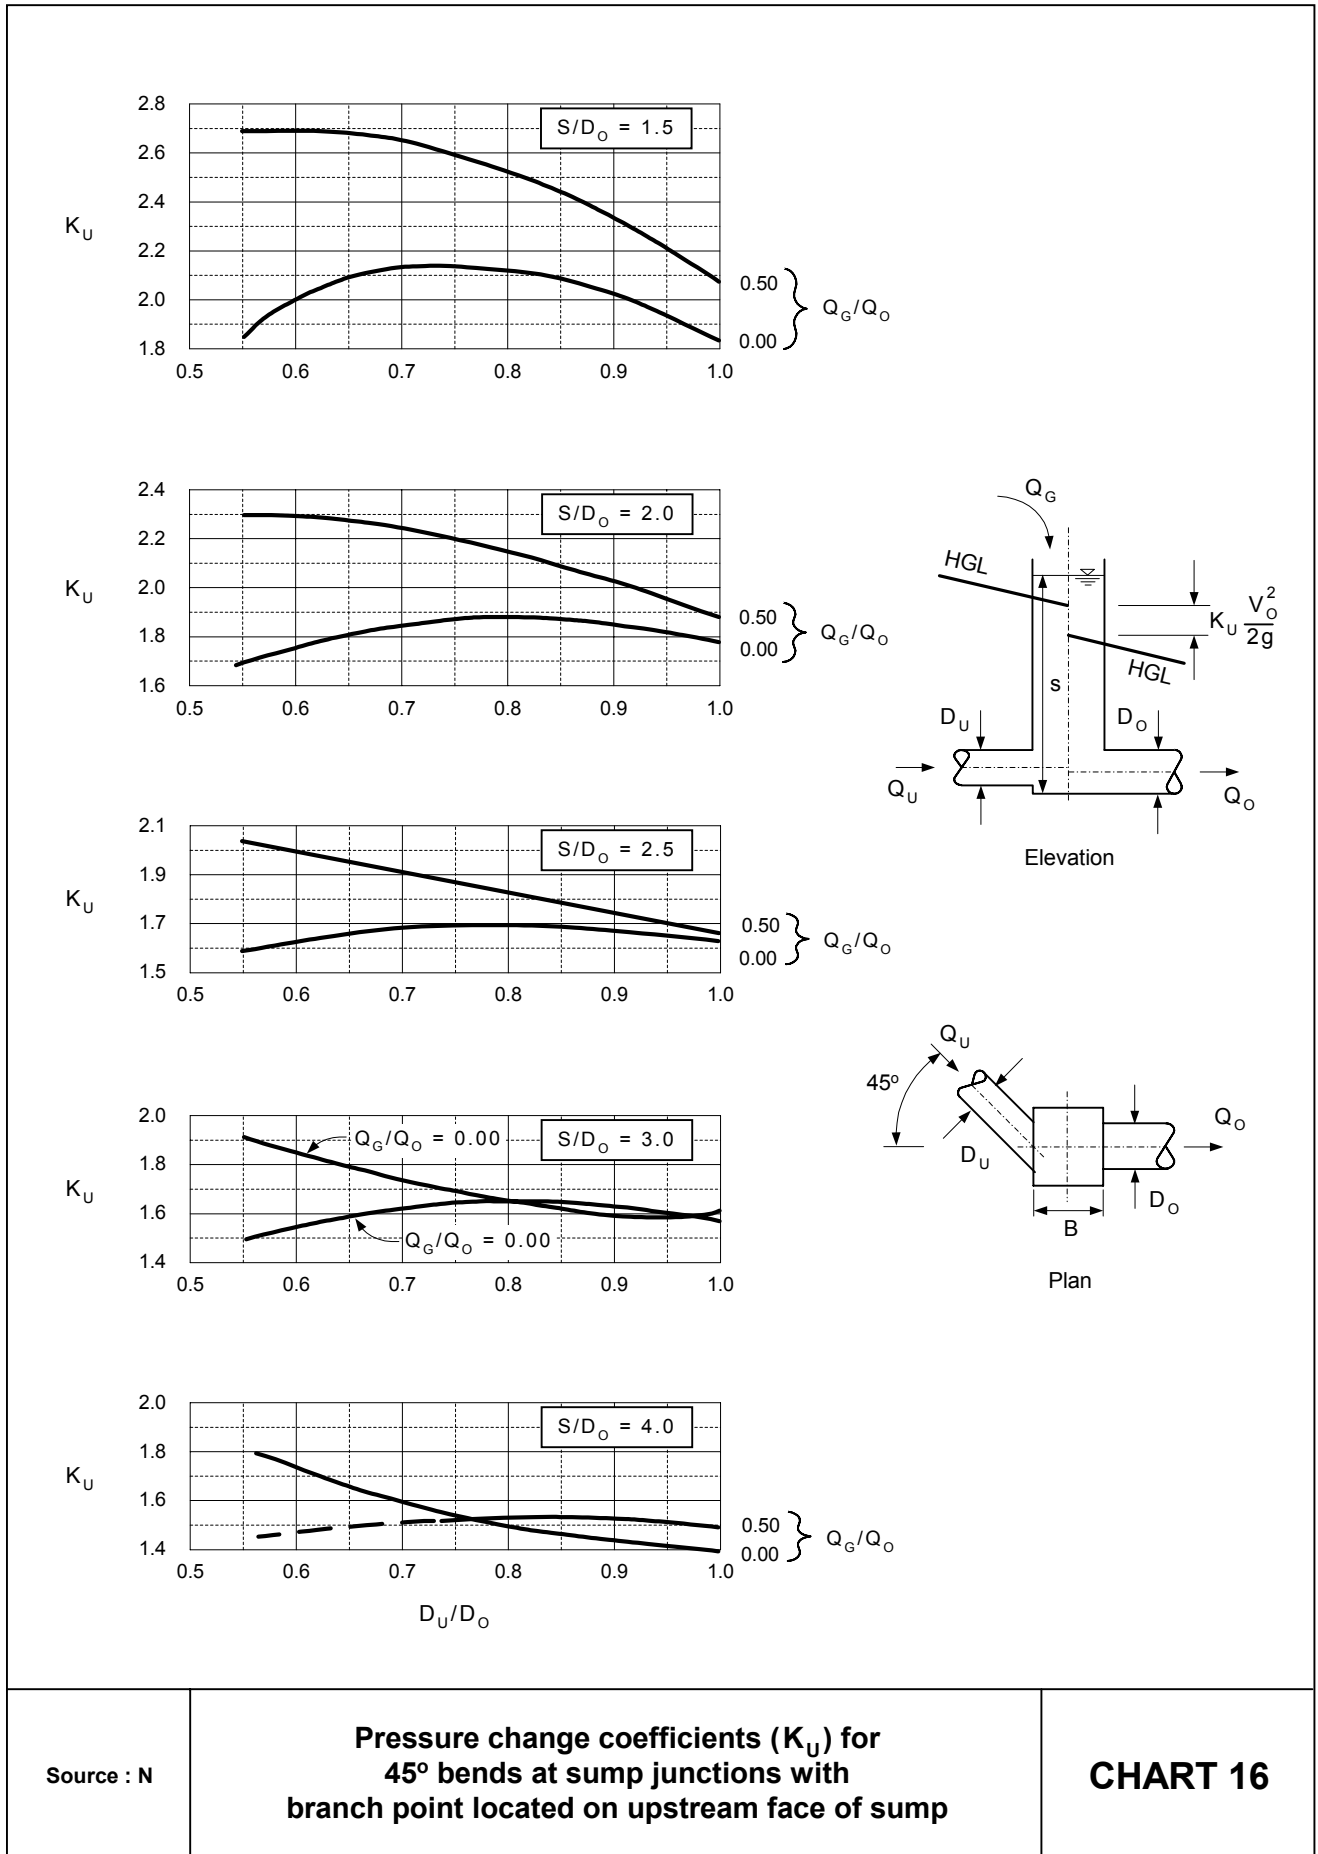 2.8
2.6
2.4
2.2
2.0
1.8
K_U
S/D_O = 1.5
0.50
0.00
Q_G/Q_O
0.5 0.6 0.7 0.8 0.9 1.0
2.4
2.2
2.0
1.8
1.6
K_U
S/D_O = 2.0
0.50
0.00
Q_G/Q_O
0.5 0.6 0.7 0.8 0.9 1.0
2.1
1.9
1.7
1.5
K_U
S/D_O = 2.5
0.50
0.00
Q_G/Q_O
0.5 0.6 0.7 0.8 0.9 1.0
2.0
1.8
1.6
1.4
K_U
Q_G/Q_O = 0.00
S/D_O = 3.0
Q_G/Q_O = 0.00
0.5 0.6 0.7 0.8 0.9 1.0
2.0
1.8
1.6
1.4
K_U
S/D_O = 4.0
0.50
0.00
Q_G/Q_O
0.5 0.6 0.7 0.8 0.9 1.0
D_U/D_O
Q_G
HGL
K_U V_O^2/2g
HGL
s
D_U
D_O
Q_U
Q_O
Elevation
Q_U
45º
Q_O
D_U
D_O
B
Plan
Source : N
Pressure change coefficients (K_U) for
45º bends at sump junctions with
branch point located on upstream face of sump
CHART 16